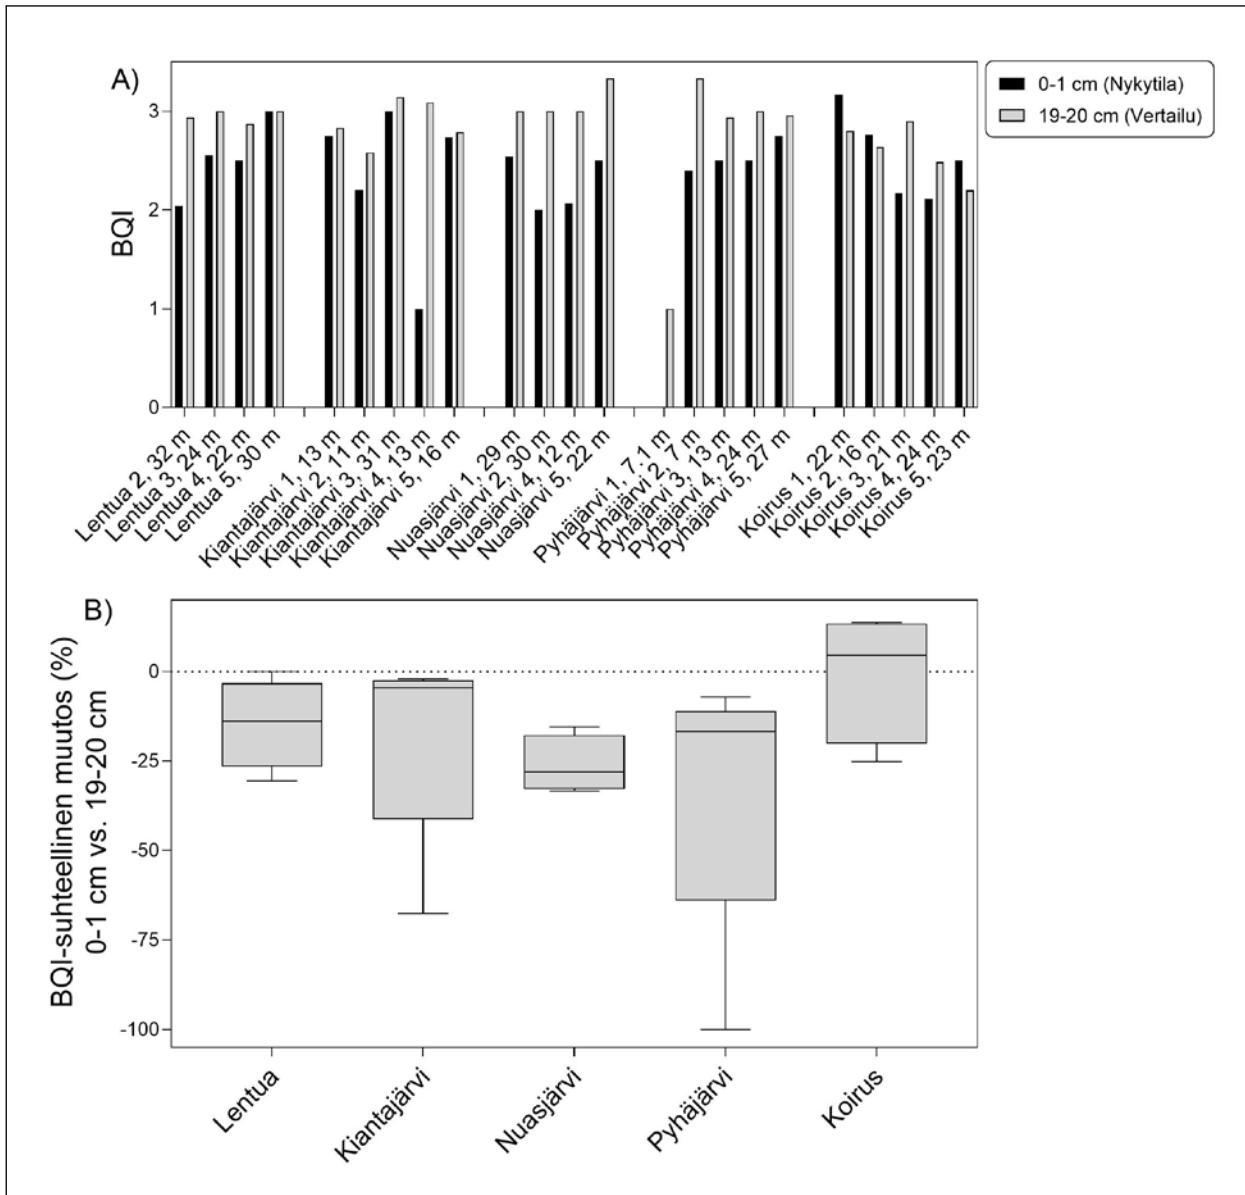 A)
0-1 cm (Nykytila)
19-20 cm (Vertailu)
BQI
3
2
1
0
Lentua 2, 32 m
Lentua 3, 24 m
Lentua 4, 22 m
Lentua 5, 30 m
Kiantajärvi 1, 13 m
Kiantajärvi 2, 11 m
Kiantajärvi 3, 31 m
Kiantajärvi 4, 13 m
Kiantajärvi 5, 16 m
Nuasjärvi 1, 29 m
Nuasjärvi 2, 30 m
Nuasjärvi 4, 12 m
Nuasjärvi 5, 22 m
Pyhäjärvi 1, 7,1 m
Pyhäjärvi 2, 7 m
Pyhäjärvi 3, 13 m
Pyhäjärvi 4, 24 m
Pyhäjärvi 5, 27 m
Koirus 1, 22 m
Koirus 2, 16 m
Koirus 3, 21 m
Koirus 4, 24 m
Koirus 5, 23 m
B)
BQI-suhteellinen muutos (%)
0-1 cm vs. 19-20 cm
0
-25
-50
-75
-100
Lentua
Kiantajärvi
Nuasjärvi
Pyhäjärvi
Koirus